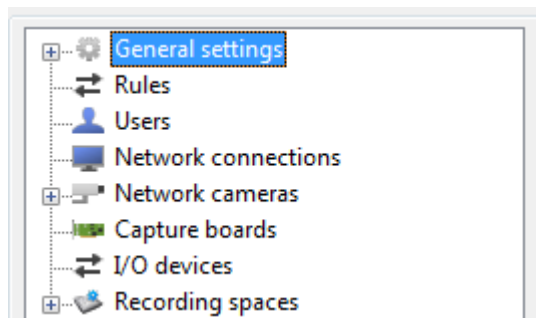 General settings
Rules
Users
Network connections
Network cameras
Capture boards
I/O devices
Recording spaces